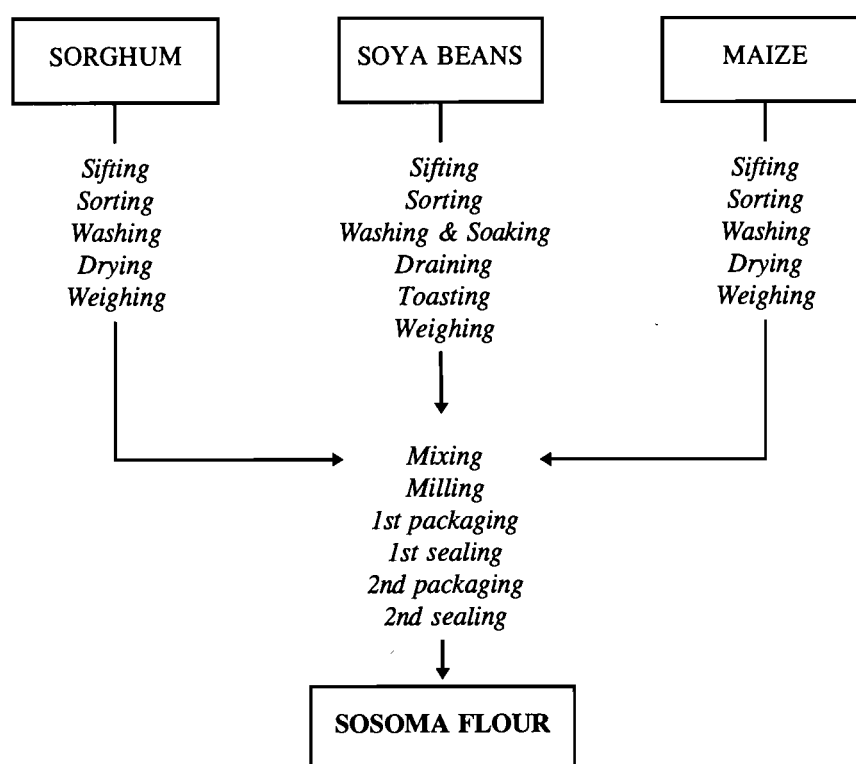 SORGHUM
Sifting
Sorting
Washing
Drying
Weighing
SOYA BEANS
Sifting
Sorting
Washing & Soaking
Draining
Toasting
Weighing
MAIZE
Sifting
Sorting
Washing
Drying
Weighing
Mixing
Milling
1st packaging
1st sealing
2nd packaging
2nd sealing
SOSOMA FLOUR